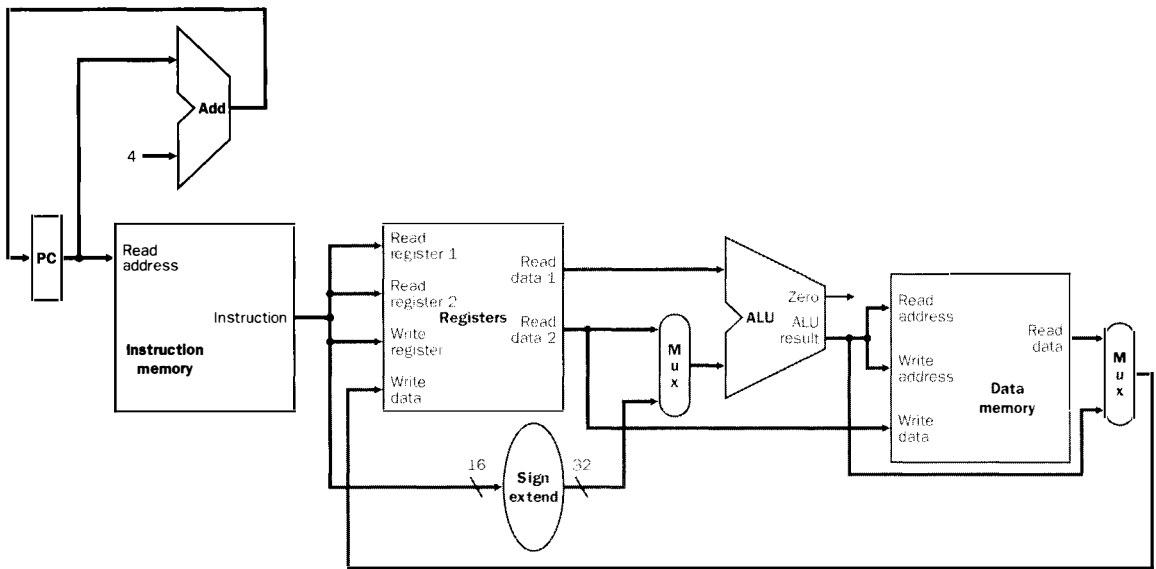 Add
4
PC
Read
address
Instruction
Instruction
memory
Read
register 1
Read
register 2
Write
register
Write
data
Registers
Read
data 1
Read
data 2
16
Sign
extend
32
M
u
x
ALU
Zero
ALU
result
Read
address
Write
address
Write
data
Read
data
Data
memory
M
u
x